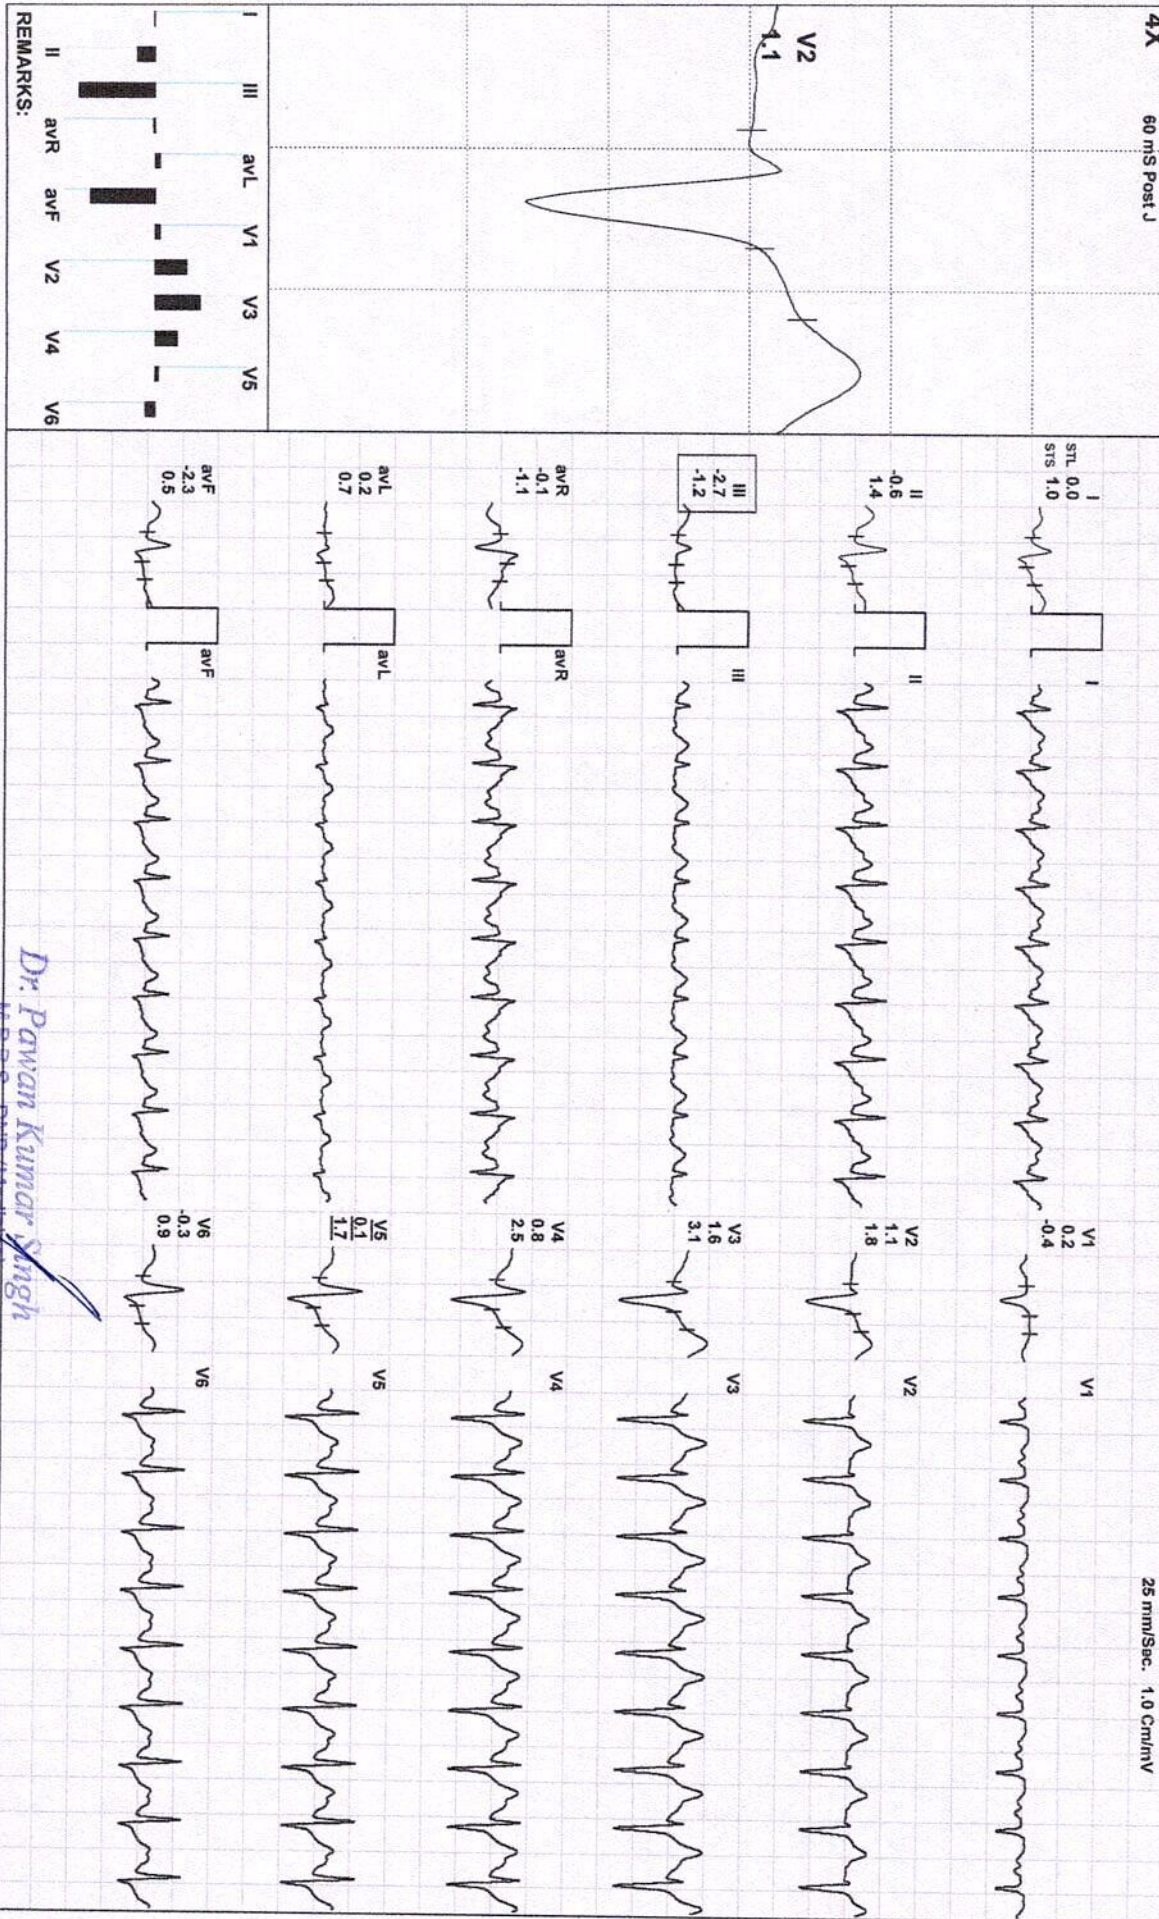 4X 60 mS Post J
25 mm/Sec. 1.0 Cm/mV
V2
1.1
I III avL V1 V3 V5
II avR avF V2 V4 V6
REMARKS:
I
STL 0.0
STS 1.0
I
II
-0.6
1.4
II
III
-2.7
-1.2
III
avR
-0.1
-1.1
avR
avL
0.2
0.7
avL
avF
-2.3
0.5
avF
V1
0.2
-0.4
V1
V2
1.1
1.8
V2
V3
1.6
3.1
V3
V4
0.8
2.5
V4
V5
0.1
1.7
V5
V6
-0.3
0.9
V6
Dr. Pawan Kumar Singh